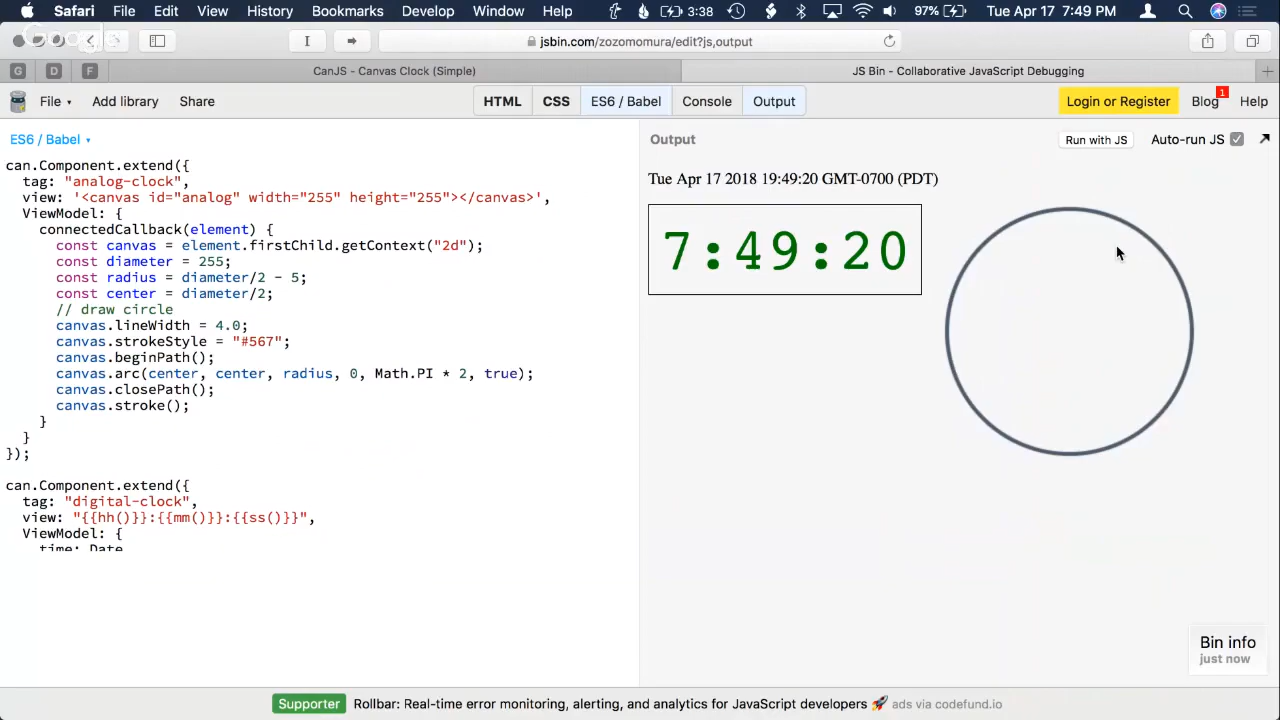 Safari File Edit View History Bookmarks Develop Window Help 3:38 97% Tue Apr 17 7:49 PM
jsbin.com/zozomomura/edit?js,output
G D F CanJS - Canvas Clock (Simple) JS Bin - Collaborative JavaScript Debugging
File Add library Share HTML CSS ES6 / Babel Console Output Login or Register Blog 1 Help
ES6 / Babel
Output Run with JS Auto-run JS
can.Component.extend({
tag: "analog-clock",
view: '<canvas id="analog" width="255" height="255"></canvas>',
ViewModel: {
connectedCallback(element) {
const canvas = element.firstChild.getContext("2d");
const diameter = 255;
const radius = diameter/2 - 5;
const center = diameter/2;
// draw circle
canvas.lineWidth = 4.0;
canvas.strokeStyle = "#567";
canvas.beginPath();
canvas.arc(center, center, radius, 0, Math.PI * 2, true);
canvas.closePath();
canvas.stroke();
}
}
});
can.Component.extend({
tag: "digital-clock",
view: "{{hh()}}:{{mm()}}:{{ss()}}",
ViewModel: {
time: Date
Tue Apr 17 2018 19:49:20 GMT-0700 (PDT)
7:49:20
Bin info
just now
Supporter Rollbar: Real-time error monitoring, alerting, and analytics for JavaScript developers 🚀 ads via codefund.io